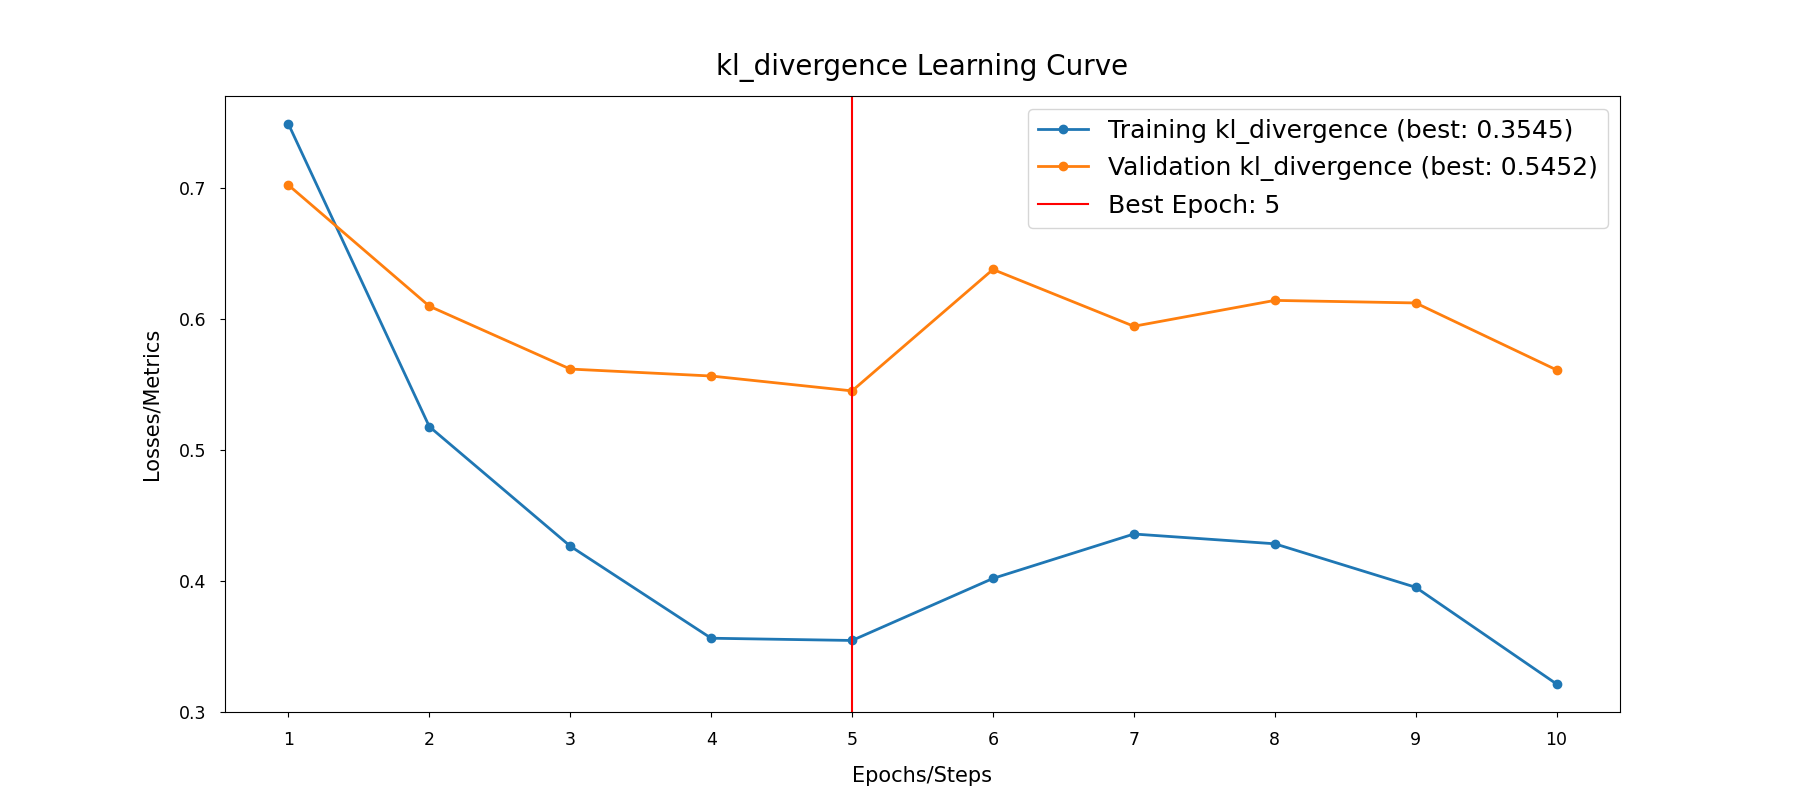 kl_divergence Learning Curve
Training kl_divergence (best: 0.3545)
Validation kl_divergence (best: 0.5452)
Best Epoch: 5
Losses/Metrics
0.7
0.6
0.5
0.4
0.3
1 2 3 4 5 6 7 8 9 10
Epochs/Steps